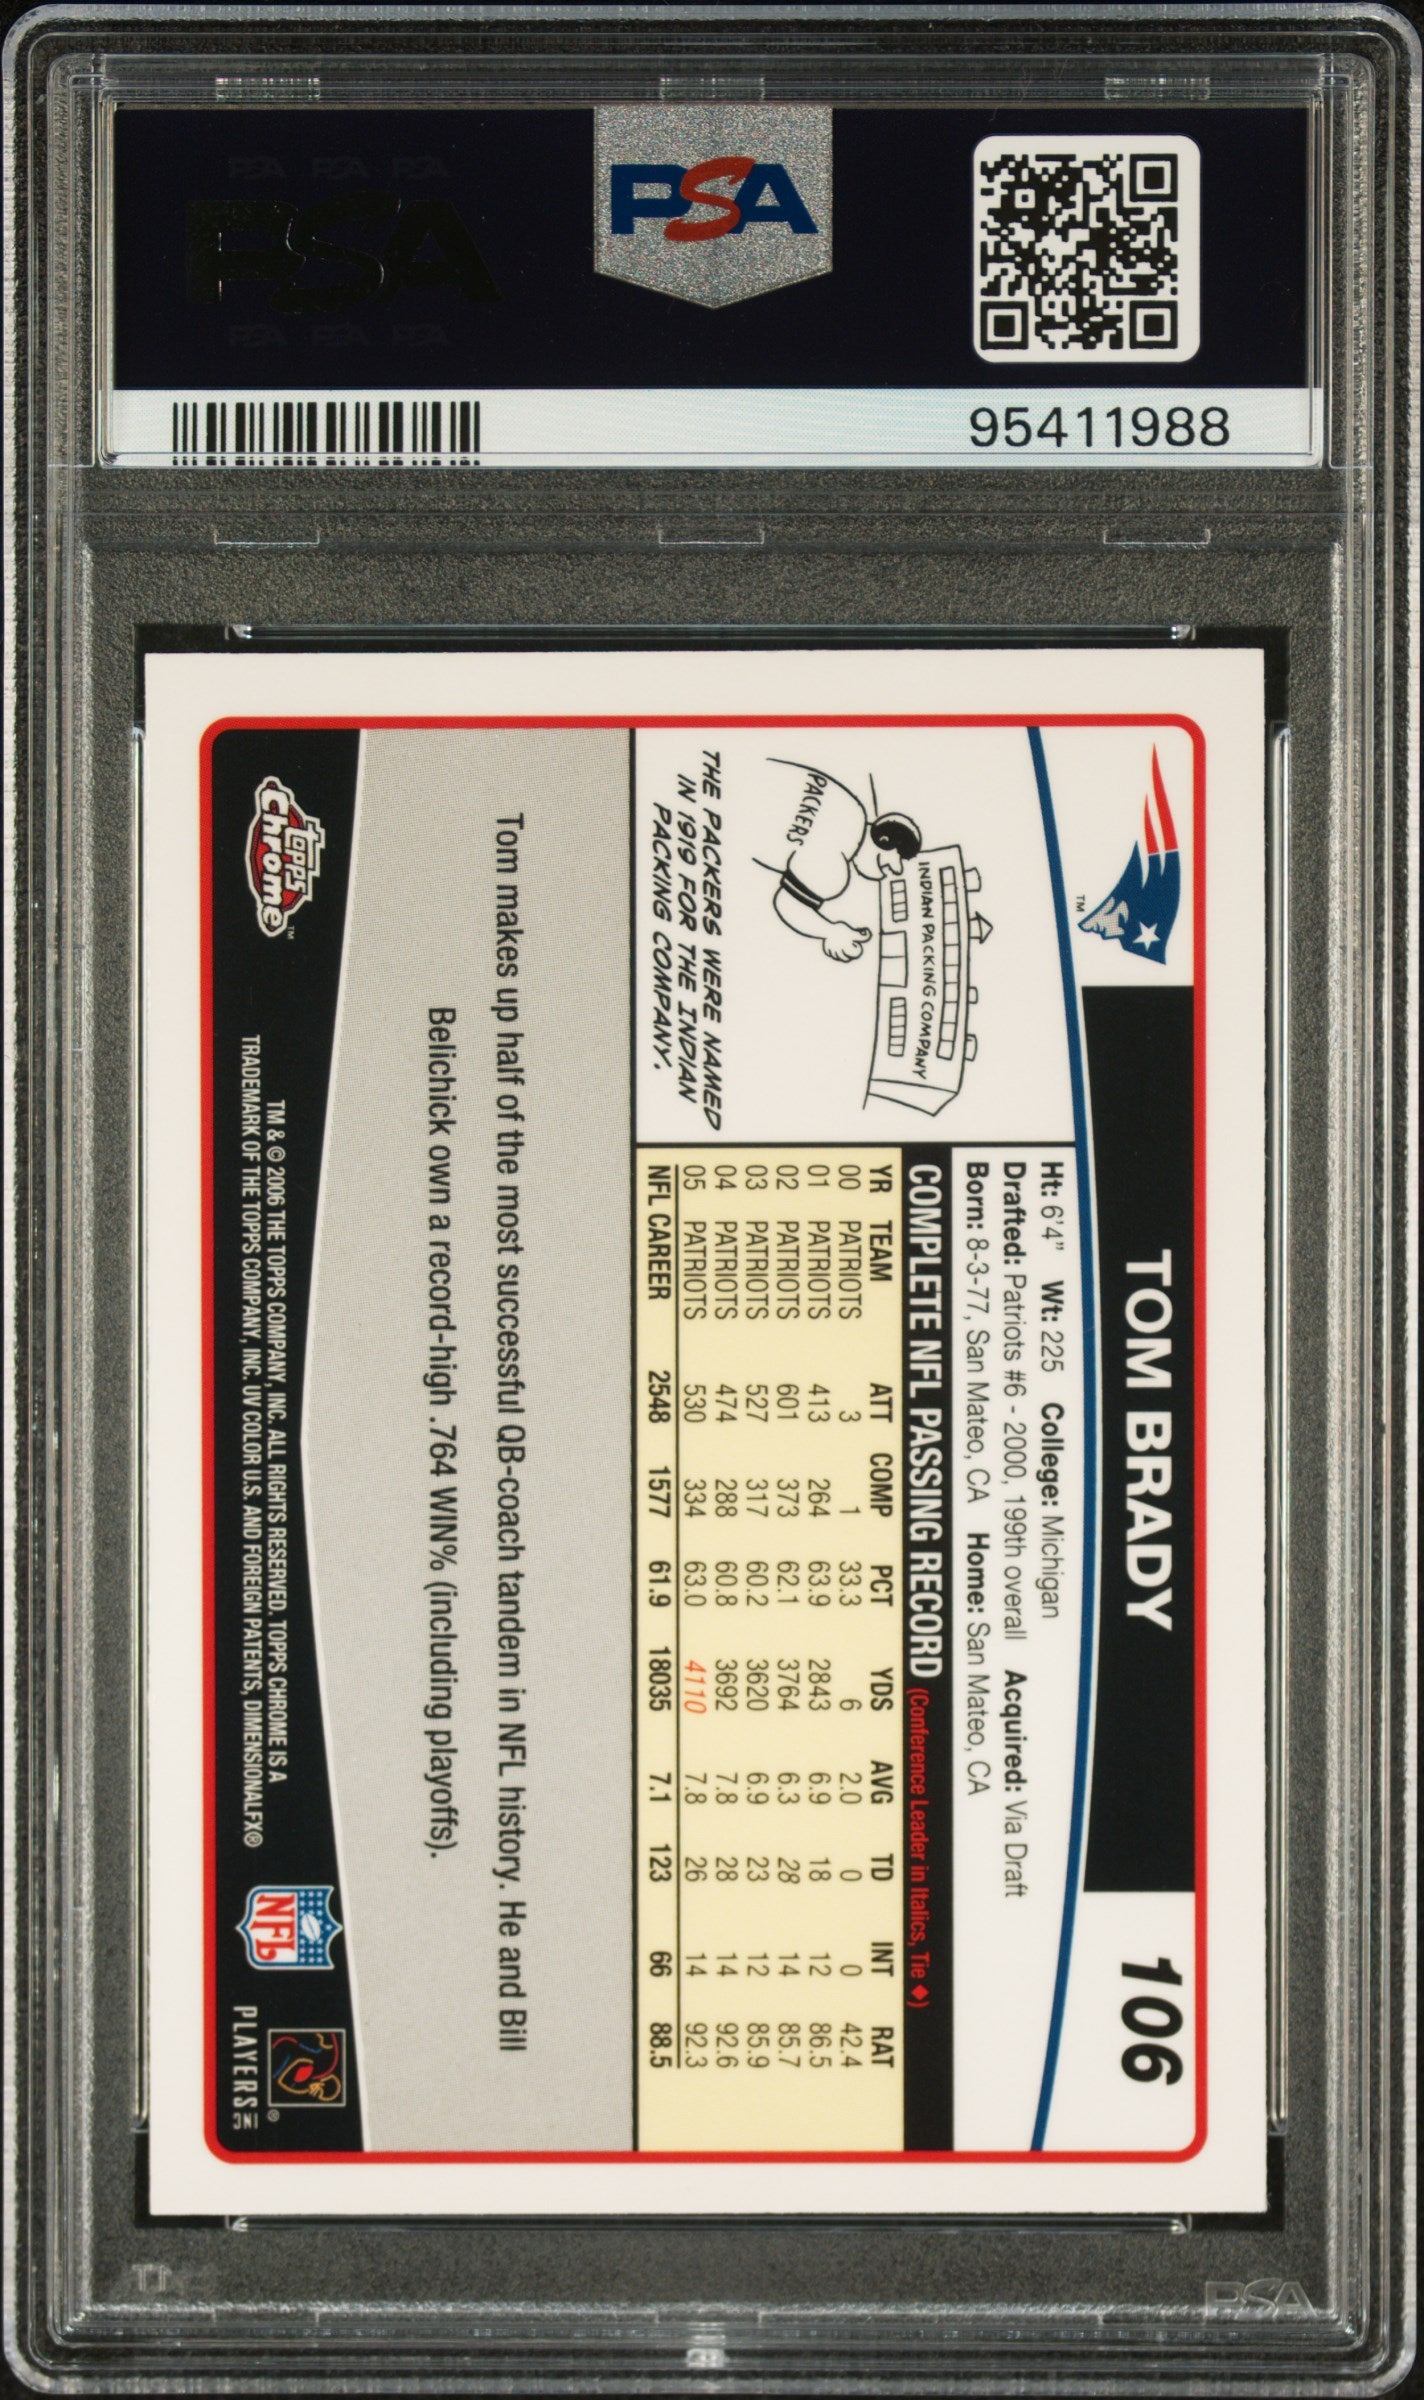 PSA PSA PSA
PSA
PSA PSA PSA
PSA
95411988
TOM BRADY
106
TM
Ht: 6'4" Wt: 225 College: Michigan
Drafted: Patriots #6 - 2000, 199th overall Acquired: Via Draft
Born: 8-3-77, San Mateo, CA Home: San Mateo, CA
INDIAN PACKING COMPANY
PACKERS
THE PACKERS WERE NAMED
IN 1919 FOR THE INDIAN
PACKING COMPANY.
COMPLETE NFL PASSING RECORD (Conference Leader in Italics, Tie ♦)
YR TEAM ATT COMP PCT YDS AVG TD INT RAT
00 PATRIOTS 3 1 33.3 6 2.0 0 0 42.4
01 PATRIOTS 413 264 63.9 2843 6.9 18 12 86.5
02 PATRIOTS 601 373 62.1 3764 6.3 28 14 85.7
03 PATRIOTS 527 317 60.2 3620 6.9 23 12 85.9
04 PATRIOTS 474 288 60.8 3692 7.8 28 14 92.6
05 PATRIOTS 530 334 63.0 4110 7.8 26 14 92.3
NFL CAREER 2548 1577 61.9 18035 7.1 123 66 88.5
Tom makes up half of the most successful QB-coach tandem in NFL history. He and Bill
Belichick own a record-high .764 WIN% (including playoffs).
topps
Chrome™
TM & © 2006 THE TOPPS COMPANY, INC. ALL RIGHTS RESERVED. TOPPS CHROME IS A
TRADEMARK OF THE TOPPS COMPANY, INC. UV COLOR U.S. AND FOREIGN PATENTS, DIMENSIONALFX®
NFL
®
PLAYERS INC
PSA